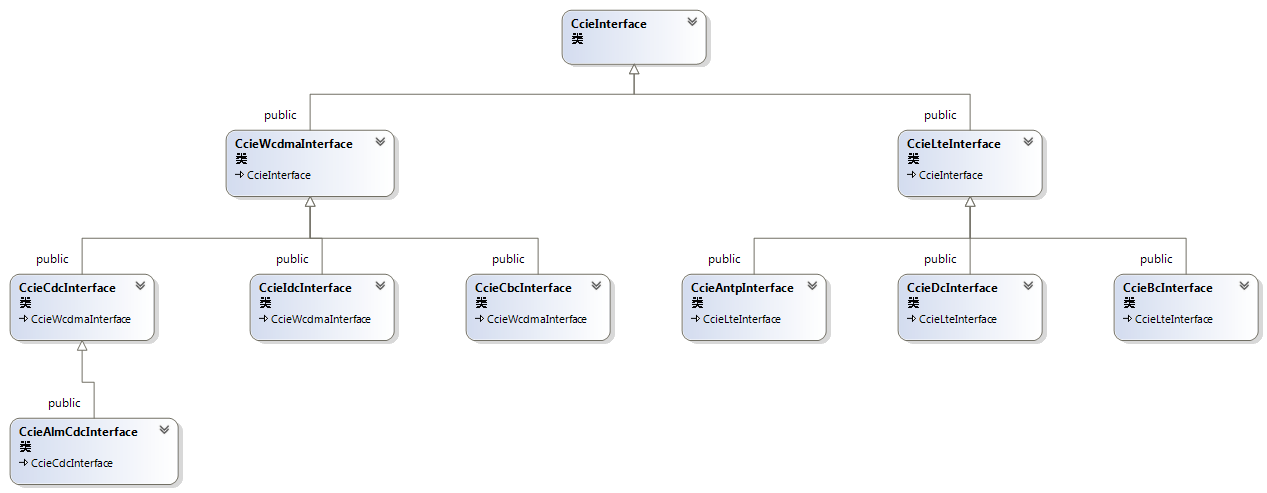 CcieInterface
类
public
public
CcieWcdmaInterface
类
CcieInterface
CcieLteInterface
类
CcieInterface
public
public
public
public
public
public
CcieCdcInterface
类
CcieWcdmaInterface
CcieIdcInterface
类
CcieWcdmaInterface
CcieCbcInterface
类
CcieWcdmaInterface
CcieAntpInterface
类
CcieLteInterface
CcieDcInterface
类
CcieLteInterface
CcieBcInterface
类
CcieLteInterface
public
CcieAlmCdcInterface
类
CcieCdcInterface